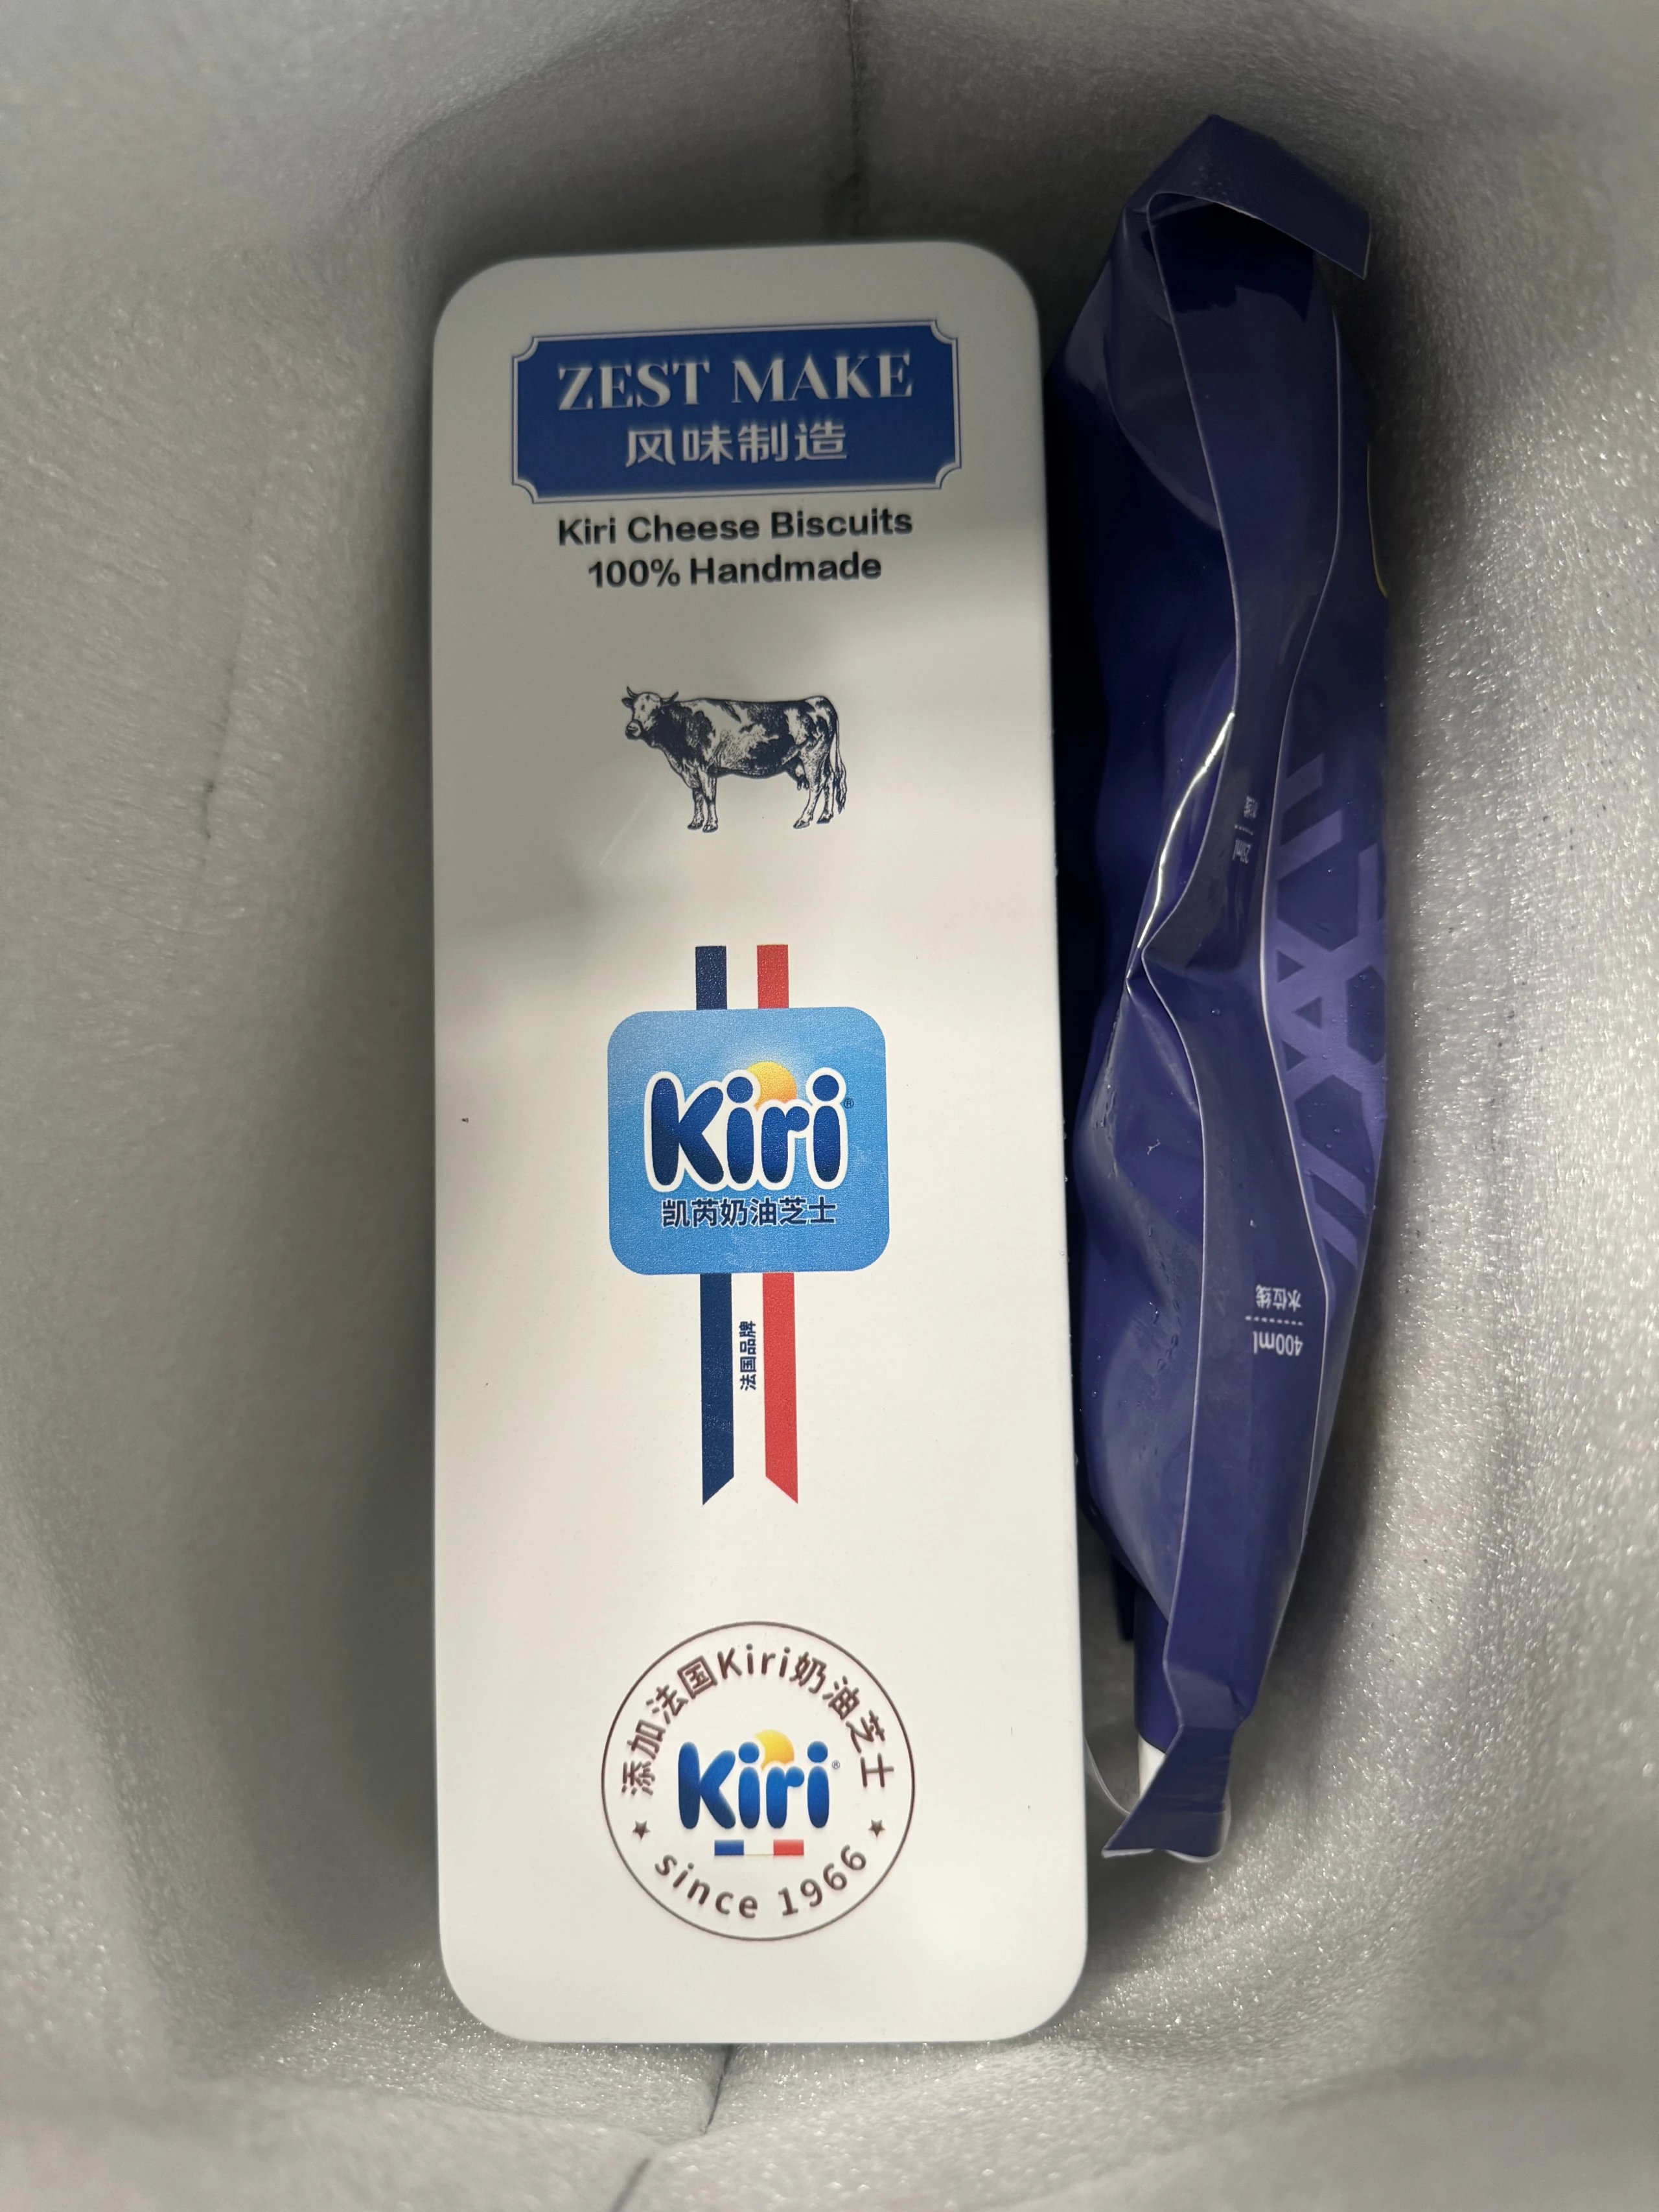 ZEST MAKE
风味制造
Kiri Cheese Biscuits
100% Handmade
Kiri®
凯芮奶油芝士
法国品牌
添加法国Kiri奶油芝士
Kiri®
★ since 1966 ★
水位线
400ml